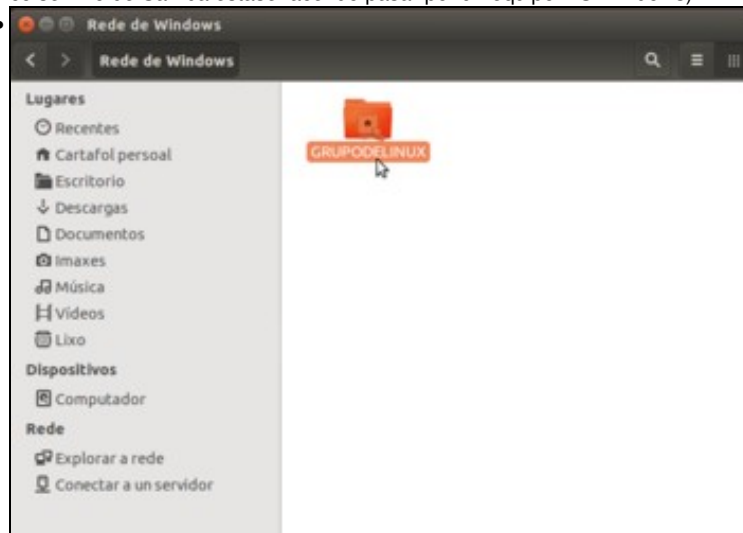 Rede de Windows
Rede de Windows
Lugares
Recentes
Cartafol persoal
Escritorio
Descargas
Documentos
Imaxes
Música
Vídeos
Lixo
Dispositivos
Computador
Rede
Explorar a rede
Conectar a un servidor
GRUPODELINUX